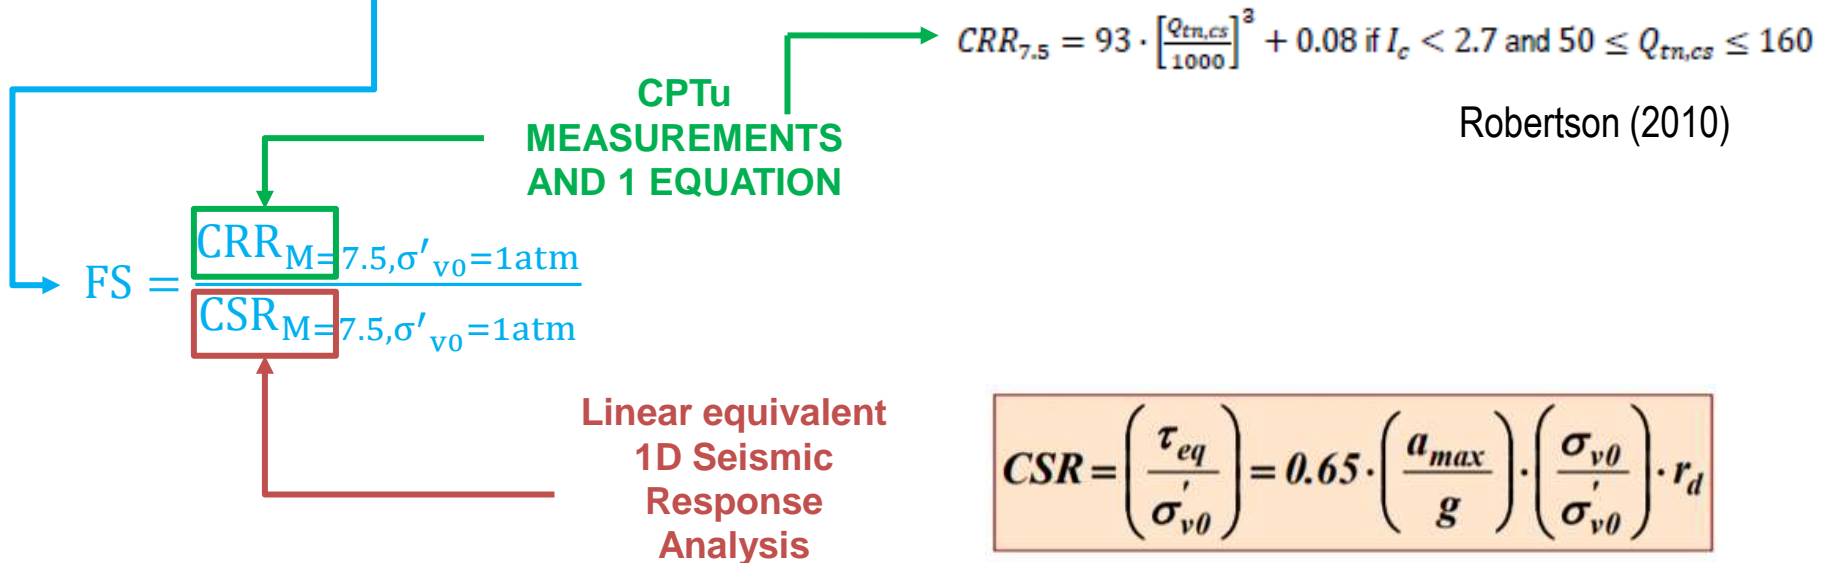 CRR₇.₅ = 93 · [Qtn,cs/1000]³ + 0.08 if Ic < 2.7 and 50 ≤ Qtn,cs ≤ 160
Robertson (2010)
CPTu
MEASUREMENTS
AND 1 EQUATION
FS = CRR M=7.5,σ′v0=1atm / CSR M=7.5,σ′v0=1atm
Linear equivalent
1D Seismic
Response
Analysis
CSR = (τeq/σ′v0) = 0.65 · (amax/g) · (σv0/σ′v0) · rd